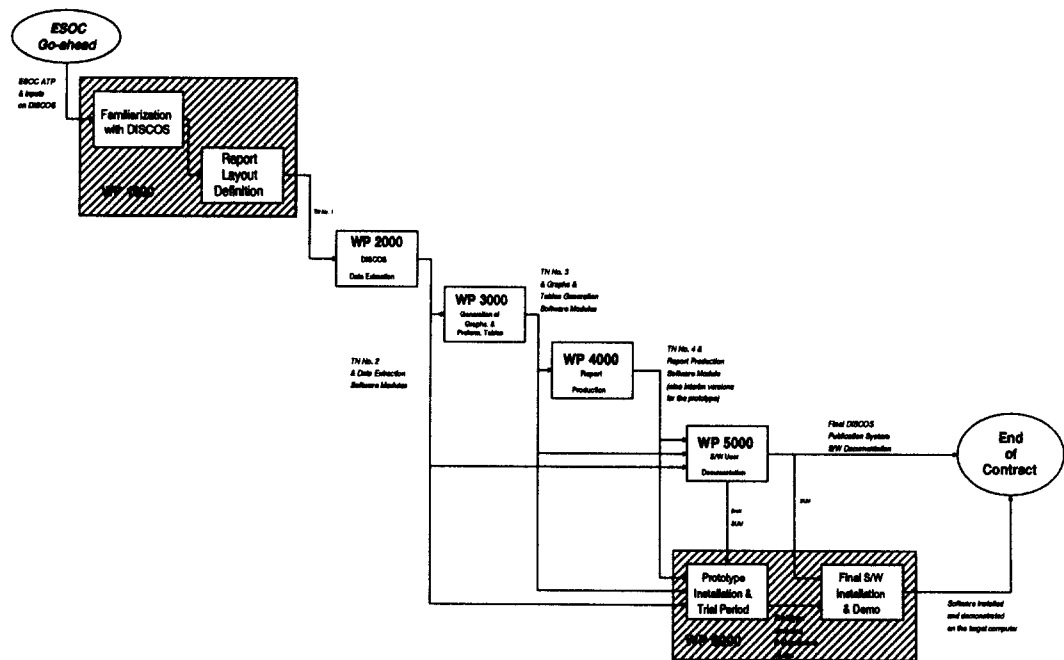 ESOC
Go-ahead
ESOC ATP
& Inputs
on DISCOS
Familiarization
with DISCOS
Report
Layout
Definition
WP 1000
TN No. 1
WP 2000
DISCOS
Data Extraction
TN No. 2
& Data Extraction
Software Modules
WP 3000
Generation of
Graphs, &
Preform. Tables
TN No. 3
& Graphs &
Tables Generation
Software Modules
WP 4000
Report
Production
TN No. 4 &
Report Production
Software Module
(also interim versions
for the prototype)
WP 5000
S/W User
Documentation
Final DISCOS
Publication System
S/W Documentation
End
of
Contract
SUM
SUM
Prototype
Installation &
Trial Period
Final S/W
Installation
& Demo
Software installed
and demonstrated
on the target computer